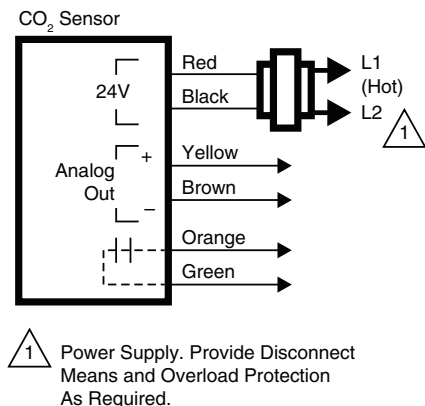 CO2 Sensor
Red
L1
(Hot)
24V
Black
L2
1
+
Yellow
Analog
Out
Brown
–
Orange
Green
1
Power Supply. Provide Disconnect
Means and Overload Protection
As Required.